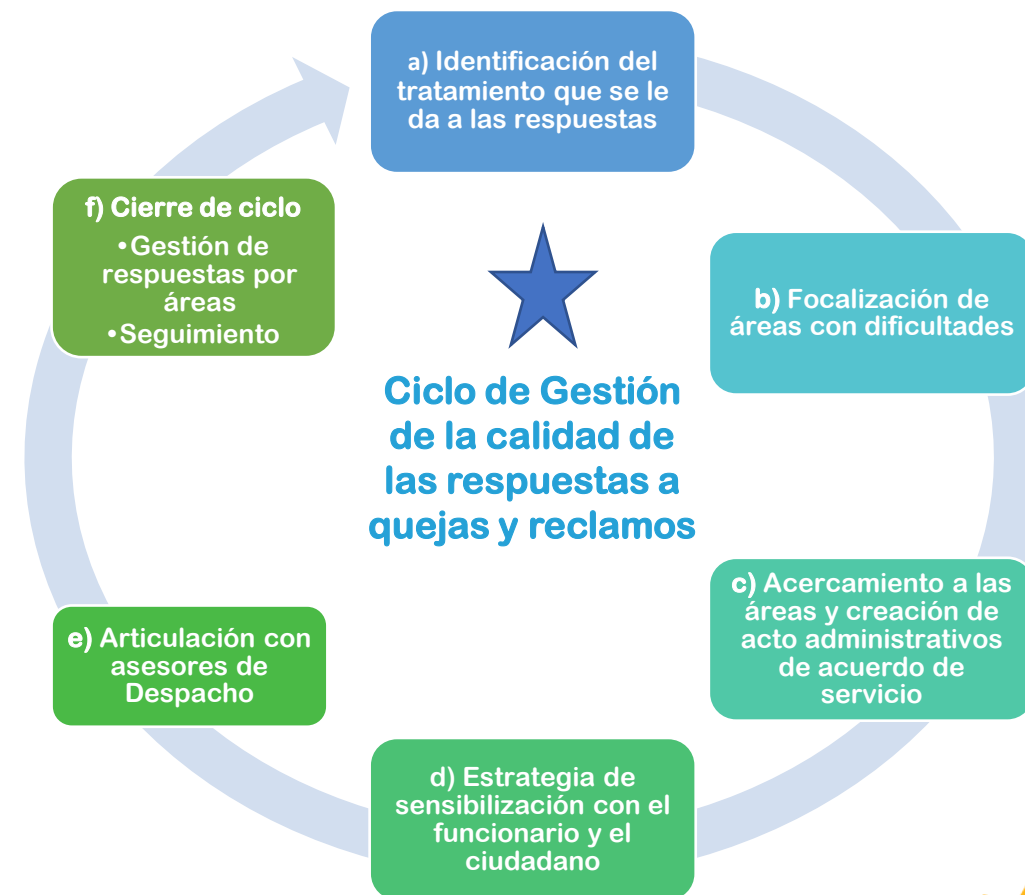 a) Identificación del
tratamiento que se le
da a las respuestas
b) Focalización de
áreas con dificultades
c) Acercamiento a las
áreas y creación de
acto administrativos
de acuerdo de
servicio
d) Estrategia de
sensibilización con el
funcionario y el
ciudadano
e) Articulación con
asesores de
Despacho
f) Cierre de ciclo
•Gestión de
respuestas por
áreas
•Seguimiento
Ciclo de Gestión
de la calidad de
las respuestas a
quejas y reclamos